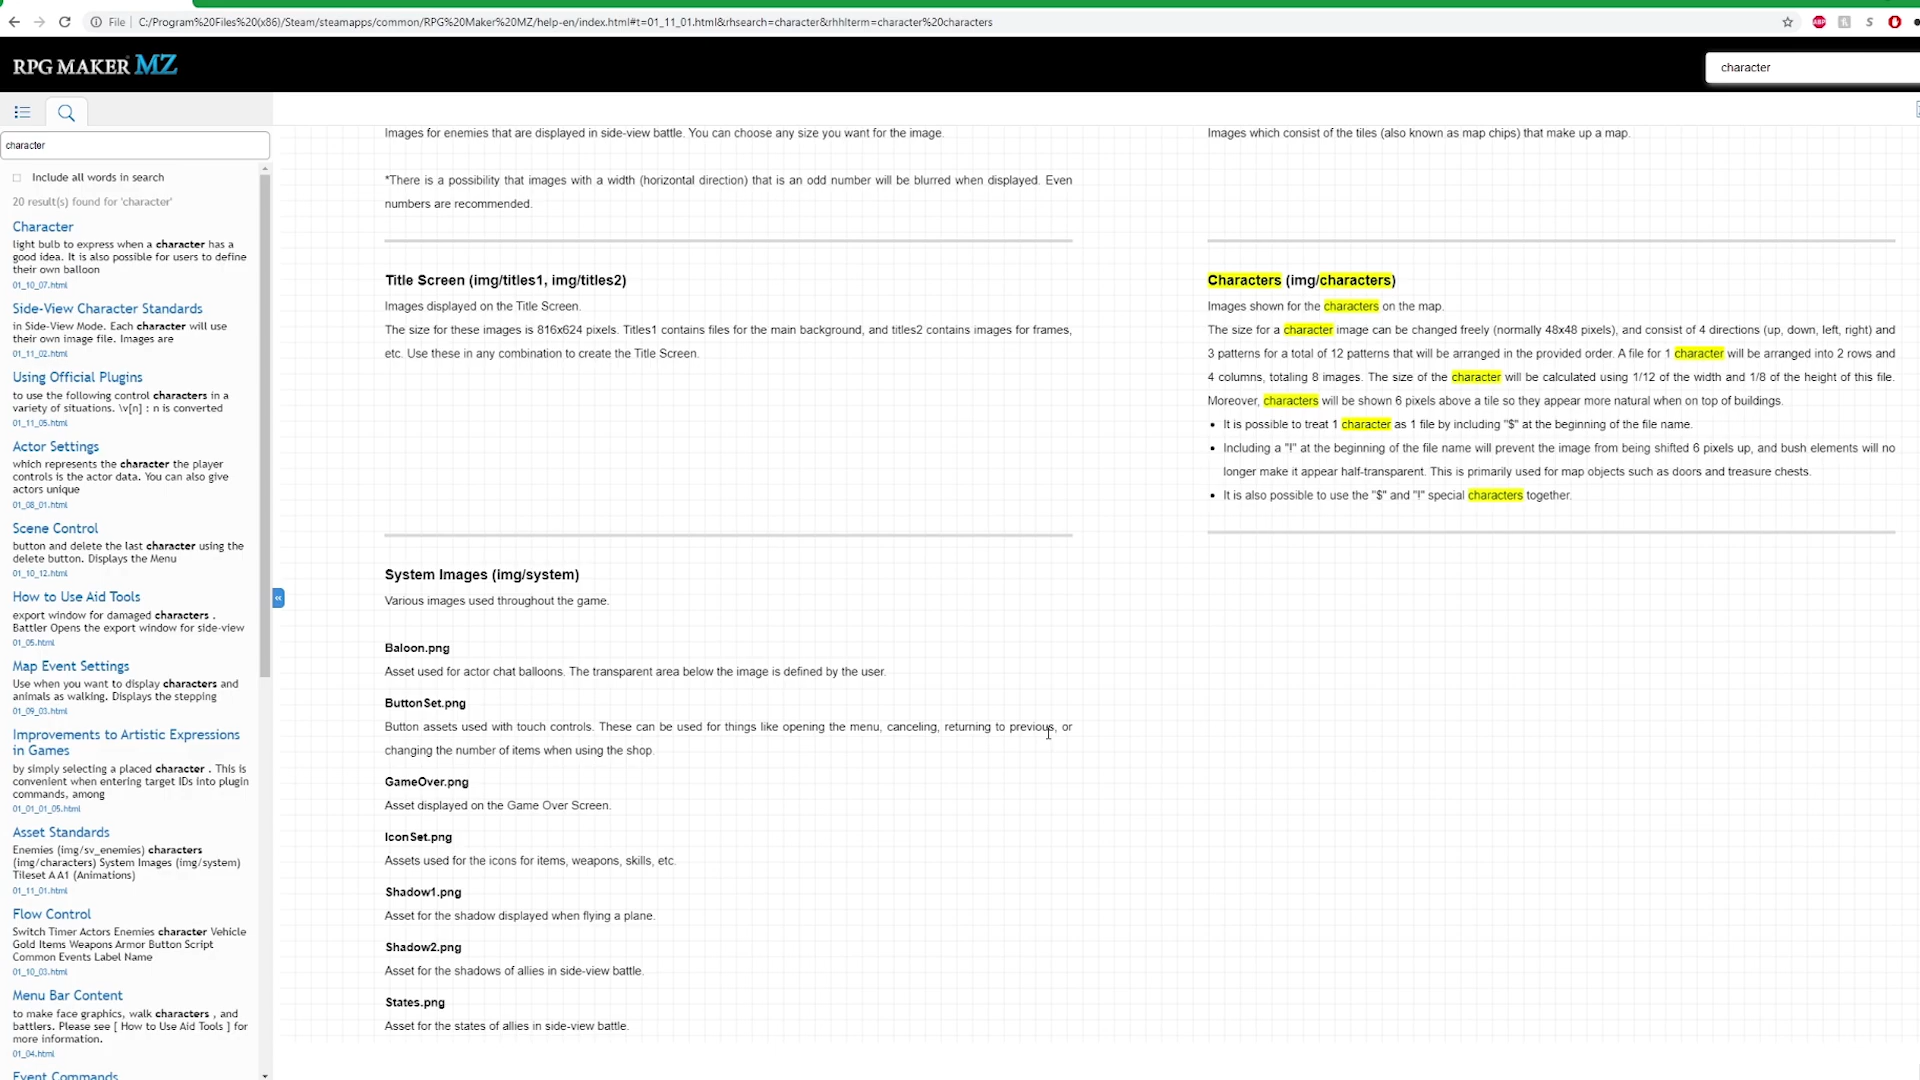 File
C:/Program%20Files%20(x86)/Steam/steamapps/common/RPG%20Maker%20MZ/help-en/index.html#t=01_11_01.html&rhsearch=character&rhhlterm=character%20characters
RPG MAKER MZ
character
character
Include all words in search
20 result(s) found for 'character'
Character
light bulb to express when a character has a
good idea. It is also possible for users to define
their own balloon
01_10_07.html
Side-View Character Standards
in Side-View Mode. Each character will use
their own image file. Images are
01_11_02.html
Using Official Plugins
to use the following control characters in a
variety of situations. \v[n] : n is converted
01_11_05.html
Actor Settings
which represents the character the player
controls is the actor data. You can also give
actors unique
01_08_01.html
Scene Control
button and delete the last character using the
delete button. Displays the Menu
01_10_12.html
How to Use Aid Tools
export window for damaged characters .
Battler Opens the export window for side-view
01_05.html
Map Event Settings
Use when you want to display characters and
animals as walking. Displays the stepping
01_09_03.html
Improvements to Artistic Expressions
in Games
by simply selecting a placed character . This is
convenient when entering target IDs into plugin
commands, among
01_01_01_05.html
Asset Standards
Enemies (img/sv_enemies) characters
(img/characters) System Images (img/system)
Tileset A A1 (Animations)
01_11_01.html
Flow Control
Switch Timer Actors Enemies character Vehicle
Gold Items Weapons Armor Button Script
Common Events Label Name
01_10_03.html
Menu Bar Content
to make face graphics, walk characters , and
battlers. Please see [ How to Use Aid Tools ] for
more information.
01_04.html
Event Commands
Images for enemies that are displayed in side-view battle. You can choose any size you want for the image.
*There is a possibility that images with a width (horizontal direction) that is an odd number will be blurred when displayed. Even
numbers are recommended.
Title Screen (img/titles1, img/titles2)
Images displayed on the Title Screen.
The size for these images is 816x624 pixels. Titles1 contains files for the main background, and titles2 contains images for frames,
etc. Use these in any combination to create the Title Screen.
System Images (img/system)
Various images used throughout the game.
Baloon.png
Asset used for actor chat balloons. The transparent area below the image is defined by the user.
ButtonSet.png
Button assets used with touch controls. These can be used for things like opening the menu, canceling, returning to previous, or
changing the number of items when using the shop.
GameOver.png
Asset displayed on the Game Over Screen.
IconSet.png
Assets used for the icons for items, weapons, skills, etc.
Shadow1.png
Asset for the shadow displayed when flying a plane.
Shadow2.png
Asset for the shadows of allies in side-view battle.
States.png
Asset for the states of allies in side-view battle.
Images which consist of the tiles (also known as map chips) that make up a map.
Characters (img/characters)
Images shown for the characters on the map.
The size for a character image can be changed freely (normally 48x48 pixels), and consist of 4 directions (up, down, left, right) and
3 patterns for a total of 12 patterns that will be arranged in the provided order. A file for 1 character will be arranged into 2 rows and
4 columns, totaling 8 images. The size of the character will be calculated using 1/12 of the width and 1/8 of the height of this file.
Moreover, characters will be shown 6 pixels above a tile so they appear more natural when on top of buildings.
• It is possible to treat 1 character as 1 file by including "$" at the beginning of the file name.
• Including a "!" at the beginning of the file name will prevent the image from being shifted 6 pixels up, and bush elements will no
longer make it appear half-transparent. This is primarily used for map objects such as doors and treasure chests.
• It is also possible to use the "$" and "!" special characters together.